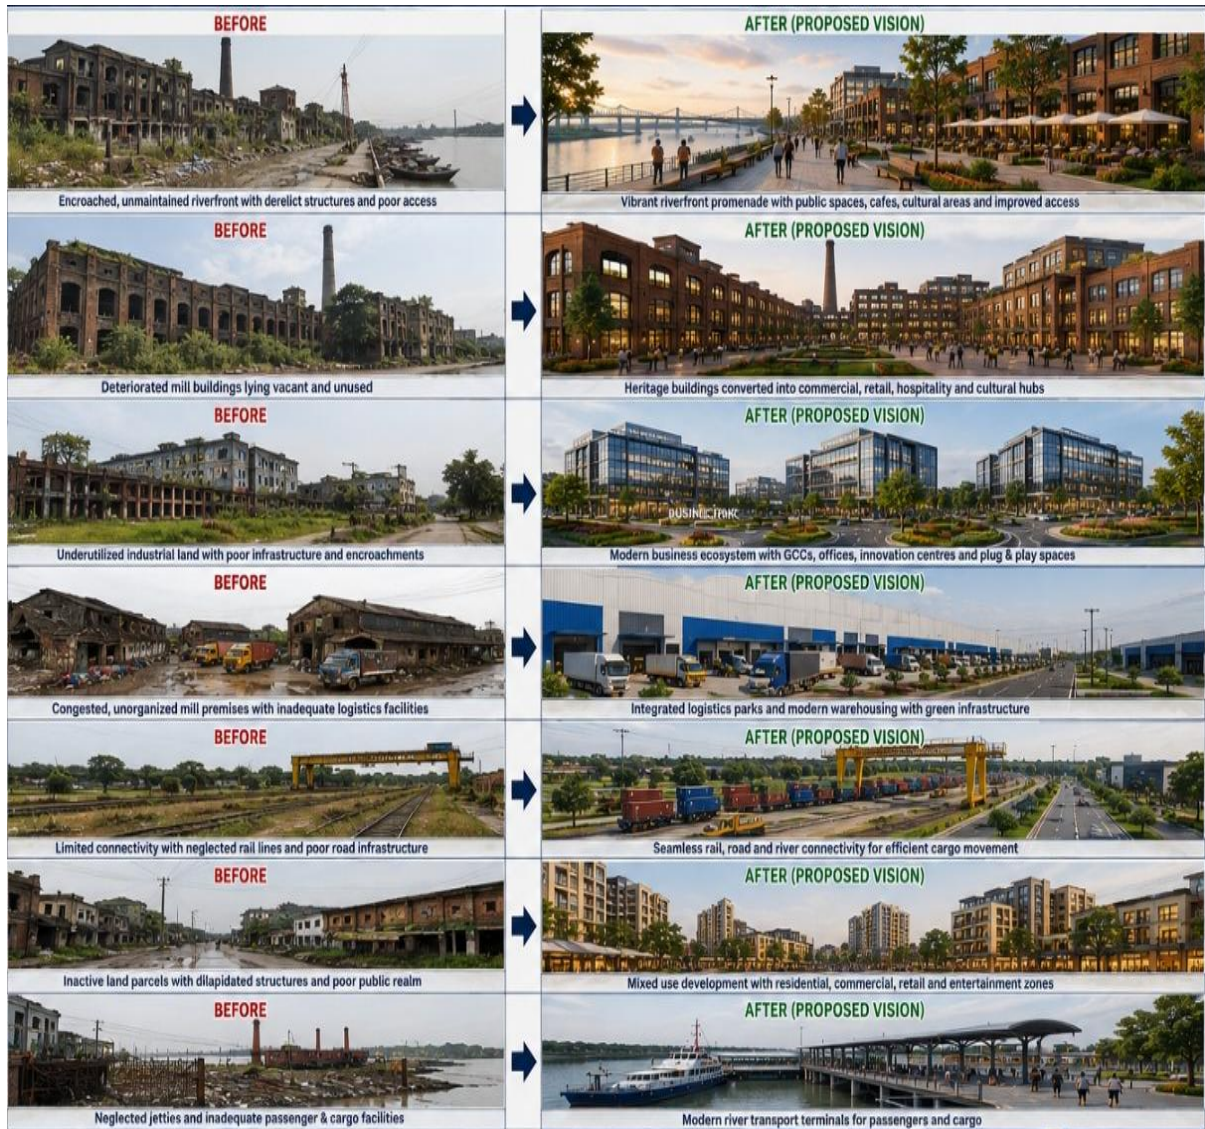 BEFORE
AFTER (PROPOSED VISION)
Encroached, unmaintained riverfront with derelict structures and poor access
Vibrant riverfront promenade with public spaces, cafes, cultural areas and improved access
BEFORE
AFTER (PROPOSED VISION)
Deteriorated mill buildings lying vacant and unused
Heritage buildings converted into commercial, retail, hospitality and cultural hubs
BEFORE
AFTER (PROPOSED VISION)
Underutilized industrial land with poor infrastructure and encroachments
Modern business ecosystem with GCCs, offices, innovation centres and plug & play spaces
BEFORE
AFTER (PROPOSED VISION)
Congested, unorganized mill premises with inadequate logistics facilities
Integrated logistics parks and modern warehousing with green infrastructure
BEFORE
AFTER (PROPOSED VISION)
Limited connectivity with neglected rail lines and poor road infrastructure
Seamless rail, road and river connectivity for efficient cargo movement
BEFORE
AFTER (PROPOSED VISION)
Inactive land parcels with dilapidated structures and poor public realm
Mixed use development with residential, commercial, retail and entertainment zones
BEFORE
AFTER (PROPOSED VISION)
Neglected jetties and inadequate passenger & cargo facilities
Modern river transport terminals for passengers and cargo